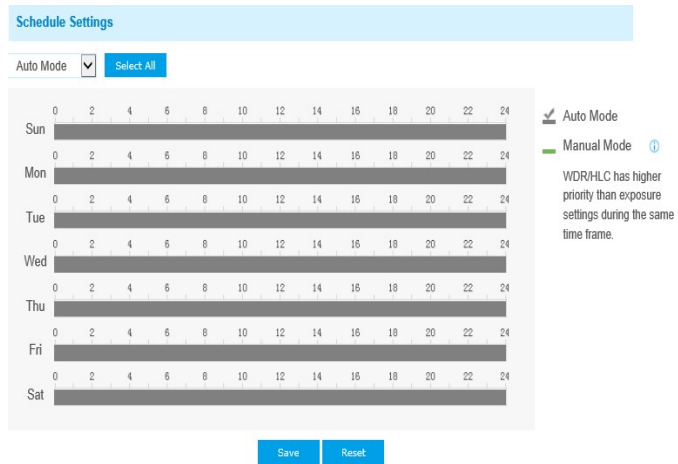 Schedule Settings
Auto Mode Select All
0 2 4 6 8 10 12 14 16 18 20 22 24
Sun
0 2 4 6 8 10 12 14 16 18 20 22 24
Mon
0 2 4 6 8 10 12 14 16 18 20 22 24
Tue
0 2 4 6 8 10 12 14 16 18 20 22 24
Wed
0 2 4 6 8 10 12 14 16 18 20 22 24
Thu
0 2 4 6 8 10 12 14 16 18 20 22 24
Fri
0 2 4 6 8 10 12 14 16 18 20 22 24
Sat
Auto Mode
Manual Mode
WDR/HLC has higher
priority than exposure
settings during the same
time frame.
Save Reset